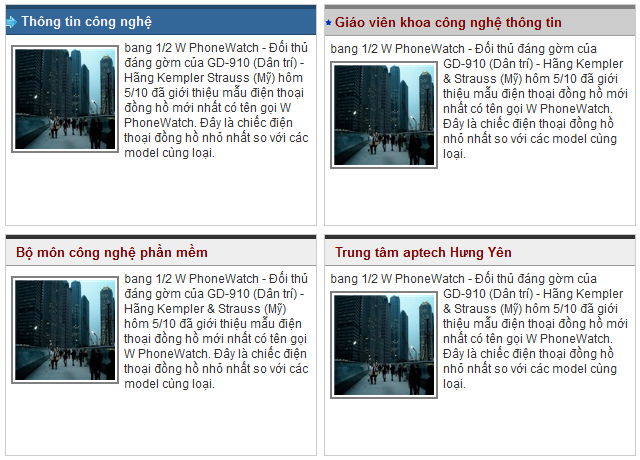 Thông tin công nghệ
bang 1/2 W PhoneWatch - Đối thủ
đáng gờm của GD-910 (Dân trí) -
Hãng Kempler Strauss (Mỹ) hôm
5/10 đã giới thiệu mẫu điện thoại
đồng hồ mới nhất có tên gọi W
PhoneWatch. Đây là chiếc điện
thoại đồng hồ nhỏ nhất so với các
model cùng loại.
Giáo viên khoa công nghệ thông tin
bang 1/2 W PhoneWatch - Đối thủ đáng gờm của
GD-910 (Dân trí) - Hãng Kempler
& Strauss (Mỹ) hôm 5/10 đã giới
thiệu mẫu điện thoại đồng hồ mới
nhất có tên gọi W PhoneWatch.
Đây là chiếc điện thoại đồng hồ
nhỏ nhất so với các model cùng
loại.
Bộ môn công nghệ phần mềm
bang 1/2 W PhoneWatch - Đối thủ
đáng gờm của GD-910 (Dân trí) -
Hãng Kempler & Strauss (Mỹ)
hôm 5/10 đã giới thiệu mẫu điện
thoại đồng hồ mới nhất có tên gọi
W PhoneWatch. Đây là chiếc điện
thoại đồng hồ nhỏ nhất so với các
model cùng loại.
Trung tâm aptech Hưng Yên
bang 1/2 W PhoneWatch - Đối thủ đáng gờm của
GD-910 (Dân trí) - Hãng Kempler
& Strauss (Mỹ) hôm 5/10 đã giới
thiệu mẫu điện thoại đồng hồ mới
nhất có tên gọi W PhoneWatch.
Đây là chiếc điện thoại đồng hồ
nhỏ nhất so với các model cùng
loại.